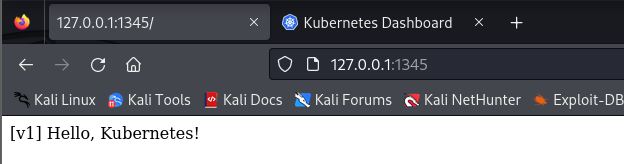 127.0.0.1:1345/
Kubernetes Dashboard
127.0.0.1:1345
Kali Linux Kali Tools Kali Docs Kali Forums Kali NetHunter Exploit-DB
[v1] Hello, Kubernetes!